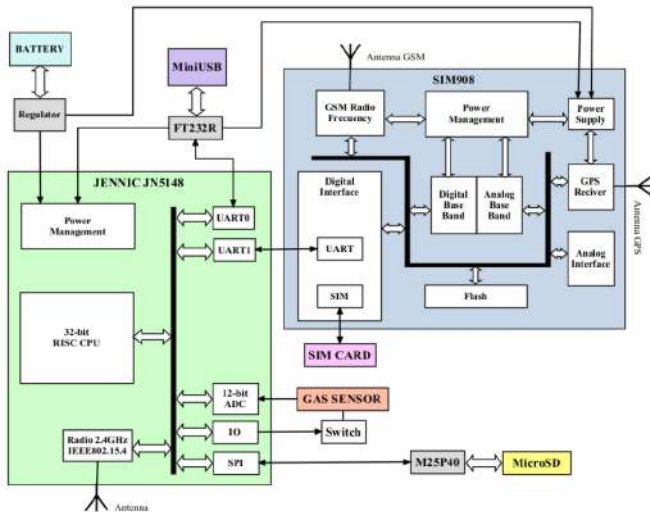 BATTERY
MiniUSB
Antenna GSM
SIM908
Regulator
FT232R
GSM Radio
Frecuency
Power
Management
Power
Supply
JENNIC JN5148
Digital
Interface
Digital
Base
Band
Analog
Base
Band
GPS
Reciver
Antenna GPS
Power
Management
UART0
UART1
UART
Analog
Interface
SIM
Flash
32-bit
RISC CPU
SIM CARD
12-bit
ADC
GAS SENSOR
IO
Switch
Radio 2.4GHz
IEEE802.15.4
SPI
M25P40
MicroSD
Antenna